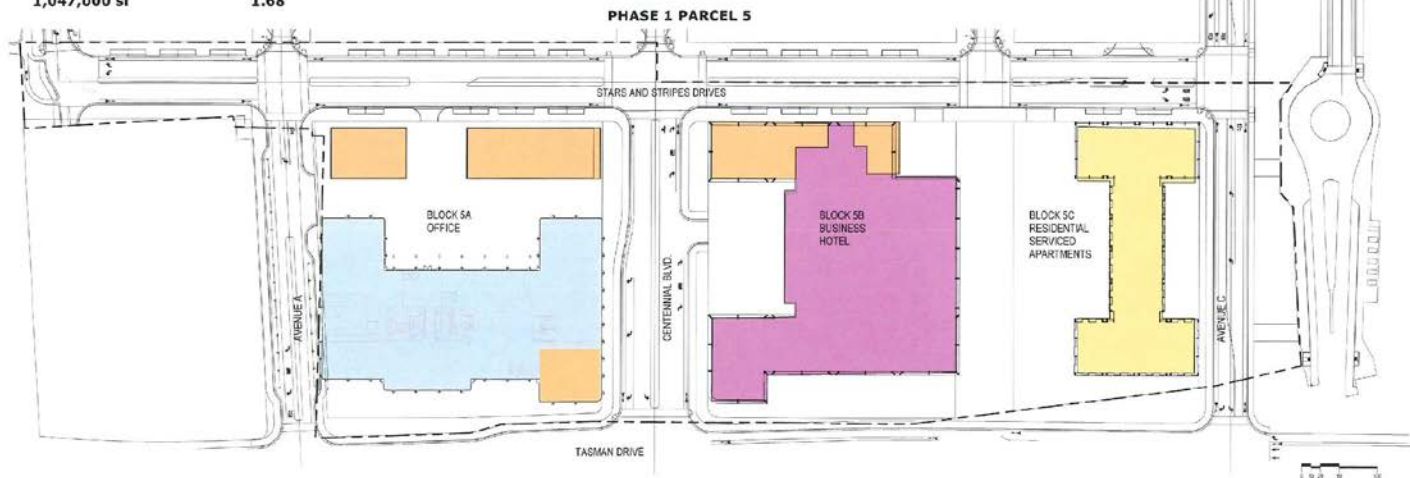 1,047,000 sf 1.68
PHASE 1 PARCEL 5
STARS AND STRIPES DRIVES
BLOCK 5A
OFFICE
BLOCK 5B
BUSINESS
HOTEL
BLOCK 5C
RESIDENTIAL
SERVICED
APARTMENTS
AVENUE A
CENTENNIAL BLVD.
AVENUE C
TASMAN DRIVE